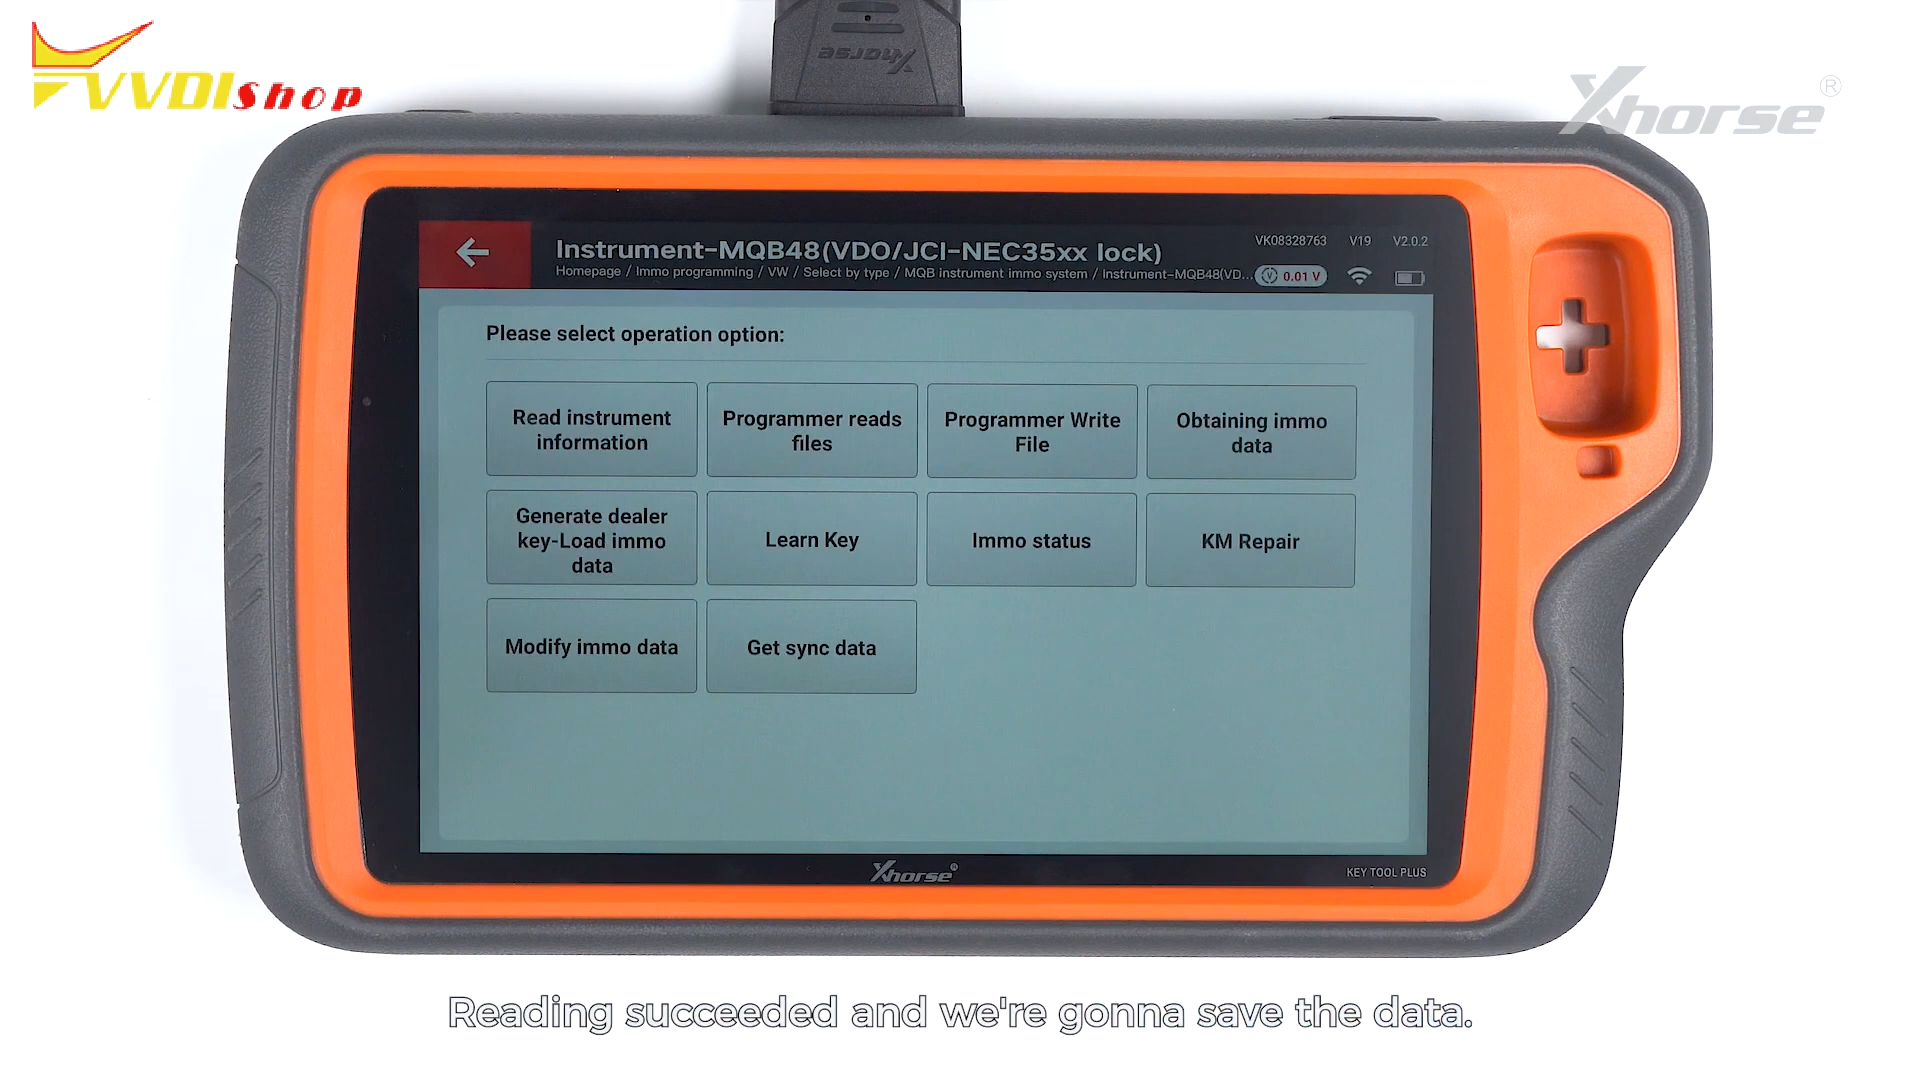 Xhorse
VVDIshop
Xhorse®
Instrument-MQB48(VDO/JCI-NEC35xx lock)
VK08328763 V19 V2.0.2
Homepage / Immo programming / VW / Select by type / MQB instrument immo system / Instrument-MQB48(VD...
0.01 V
Please select operation option:
Read instrument
information
Programmer reads
files
Programmer Write
File
Obtaining immo
data
Generate dealer
key-Load immo
data
Learn Key
Immo status
KM Repair
Modify immo data
Get sync data
Xhorse®
KEY TOOL PLUS
Reading succeeded and we're gonna save the data.